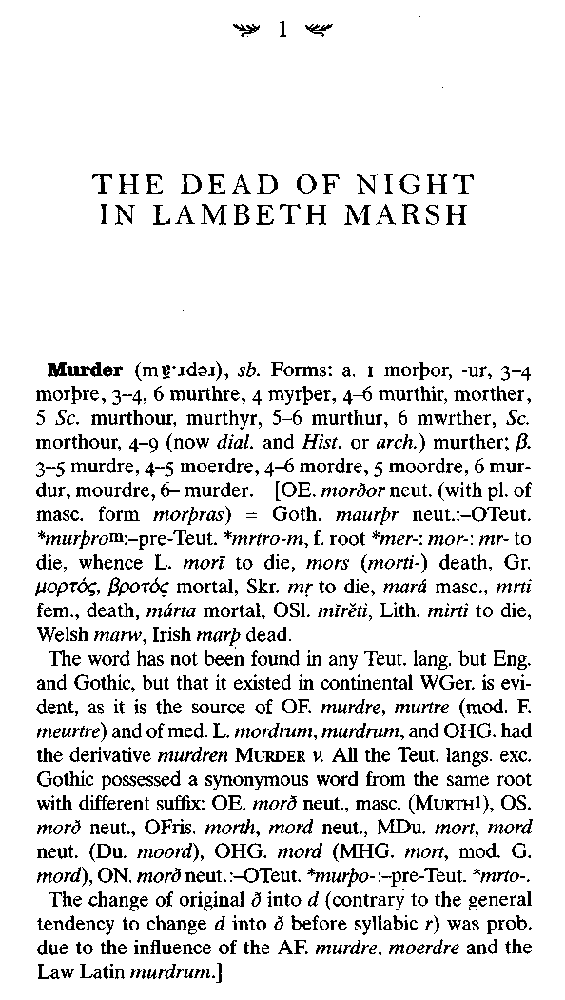 1
THE DEAD OF NIGHT
IN LAMBETH MARSH
Murder (mɐ̱·ɹdəɹ), sb. Forms: a. 1 morþor, -ur, 3–4
morþre, 3–4, 6 murthre, 4 myrþer, 4–6 murthir, morther,
5 Sc. murthour, murthyr, 5–6 murthur, 6 mwrther, Sc.
morthour, 4–9 (now dial. and Hist. or arch.) murther; β.
3–5 murdre, 4–5 moerdre, 4–6 mordre, 5 moordre, 6 mur-
dur, mourdre, 6– murder. [OE. morðor neut. (with pl. of
masc. form morþras) = Goth. maurþr neut.:–OTeut.
*murþrom:–pre-Teut. *mrtro-m, f. root *mer-: mor-: mr- to
die, whence L. morī to die, mors (morti-) death, Gr.
μορτός, βροτός mortal, Skr. mṛ to die, mará masc., mrti
fem., death, márta mortal, OSl. mĭrĕti, Lith. mirti to die,
Welsh marw, Irish marþ dead.
The word has not been found in any Teut. lang. but Eng.
and Gothic, but that it existed in continental WGer. is evi-
dent, as it is the source of OF. murdre, murtre (mod. F.
meurtre) and of med. L. mordrum, murdrum, and OHG. had
the derivative murdren MURDER v. All the Teut. langs. exc.
Gothic possessed a synonymous word from the same root
with different suffix: OE. morð neut., masc. (MURTH1), OS.
morð neut., OFris. morth, mord neut., MDu. mort, mord
neut. (Du. moord), OHG. mord (MHG. mort, mod. G.
mord), ON. morð neut.:–OTeut. *murþo-:–pre-Teut. *mrto-.
The change of original ð into d (contrary to the general
tendency to change d into ð before syllabic r) was prob.
due to the influence of the AF. murdre, moerdre and the
Law Latin murdrum.]